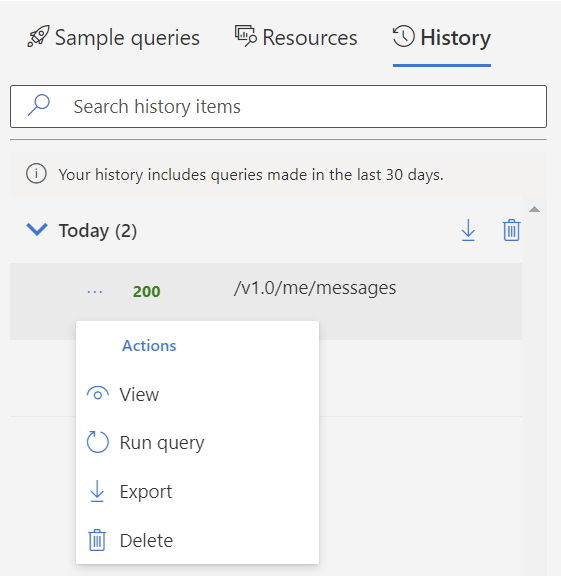 Sample queries Resources History
Search history items
Your history includes queries made in the last 30 days.
Today (2)
... 200 /v1.0/me/messages
Actions
View
Run query
Export
Delete